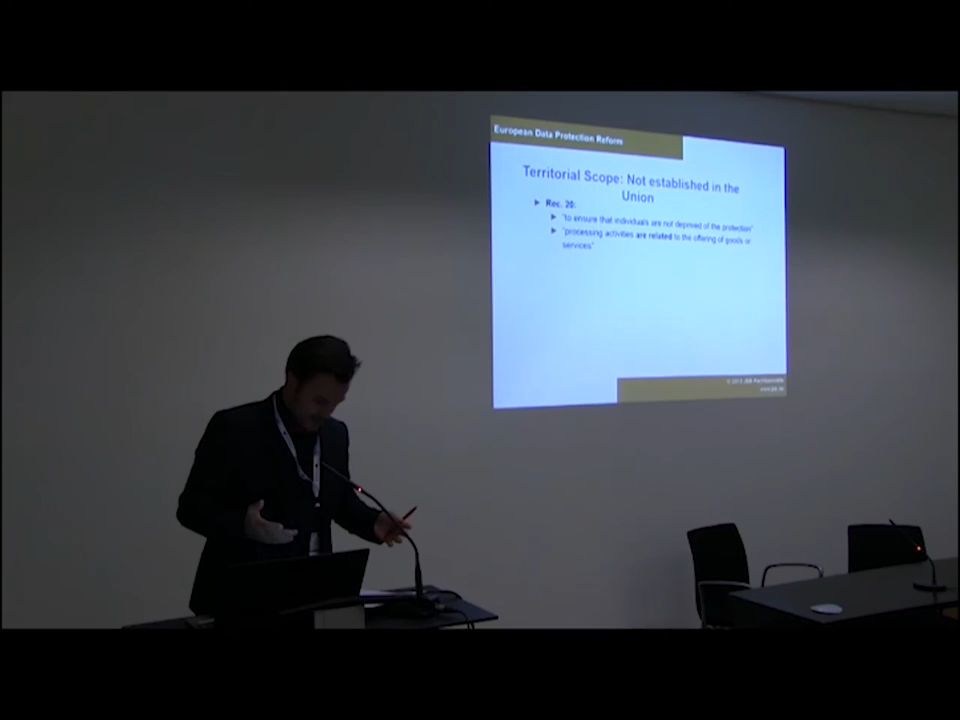 European Data Protection Reform
Territorial Scope: Not established in the
Union
► Rec. 20:
► "to ensure that individuals are not deprived of the protection"
► "processing activities are related to the offering of goods or
services"